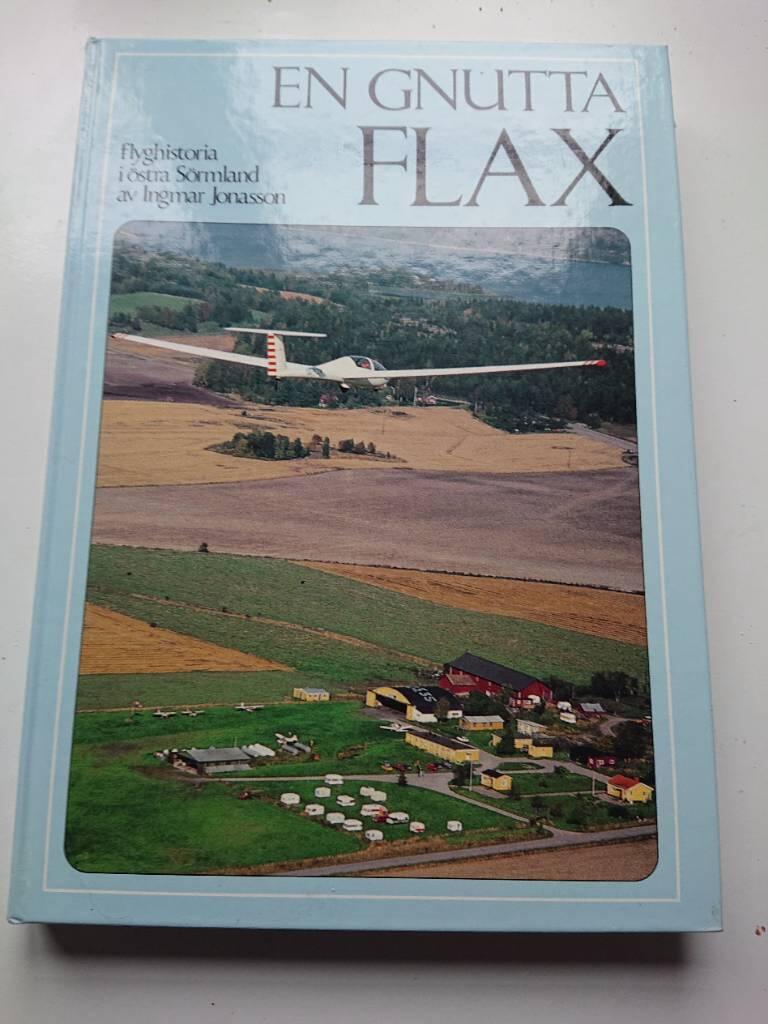 EN GNUTTA
FLAX
flyghistoria
i östra Sörmland
av Ingmar Jonasson